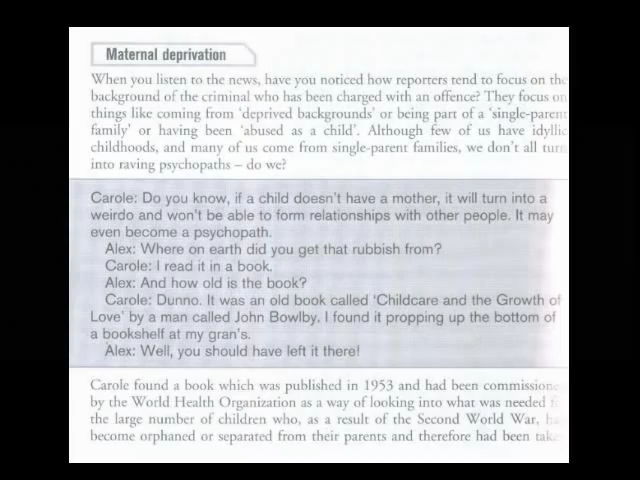 Maternal deprivation
When you listen to the news, have you noticed how reporters tend to focus on the
background of the criminal who has been charged with an offence? They focus on
things like coming from ‘deprived backgrounds’ or being part of a ‘single-parent
family’ or having been ‘abused as a child’. Although few of us have idyllic
childhoods, and many of us come from single-parent families, we don’t all turn
into raving psychopaths – do we?
Carole: Do you know, if a child doesn’t have a mother, it will turn into a
weirdo and won’t be able to form relationships with other people. It may
even become a psychopath.
Alex: Where on earth did you get that rubbish from?
Carole: I read it in a book.
Alex: And how old is the book?
Carole: Dunno. It was an old book called ‘Childcare and the Growth of
Love’ by a man called John Bowlby. I found it propping up the bottom of
a bookshelf at my gran’s.
Alex: Well, you should have left it there!
Carole found a book which was published in 1953 and had been commissione
by the World Health Organization as a way of looking into what was needed
the large number of children who, as a result of the Second World War,
become orphaned or separated from their parents and therefore had been take